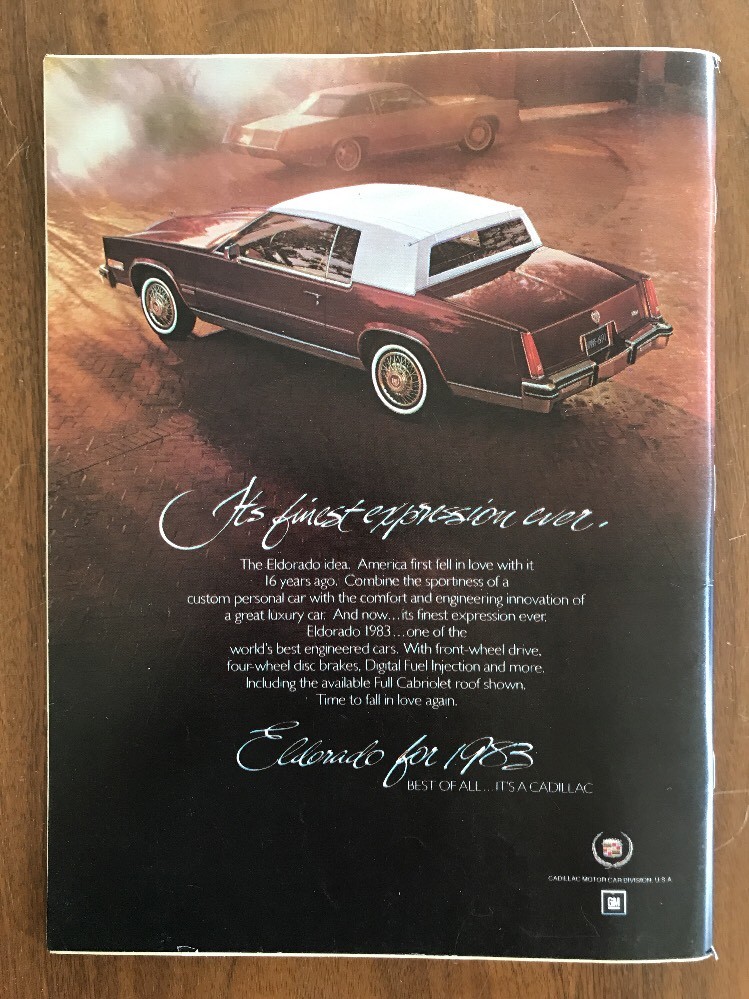 Its finest expression ever.
The Eldorado idea. America first fell in love with it
16 years ago. Combine the sportiness of a
custom personal car with the comfort and engineering innovation of
a great luxury car. And now...its finest expression ever.
Eldorado 1983...one of the
world's best engineered cars. With front-wheel drive,
four-wheel disc brakes, Digital Fuel Injection and more.
Including the available Full Cabriolet roof shown.
Time to fall in love again.
Eldorado for 1983
BEST OF ALL...IT'S A CADILLAC
CADILLAC MOTOR CAR DIVISION U.S.A.
GM